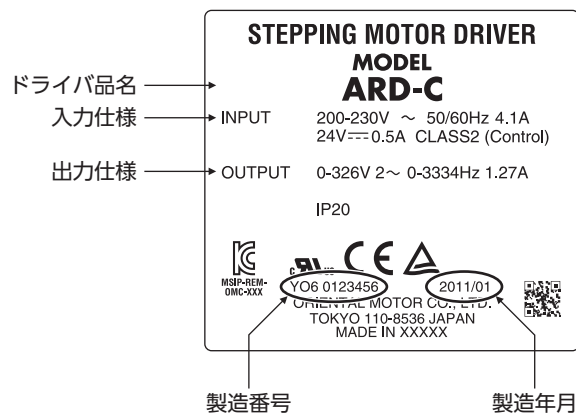 STEPPING MOTOR DRIVER
MODEL
ドライバ品名
ARD-C
入力仕様
INPUT 200-230V ～ 50/60Hz 4.1A
24V⎓0.5A CLASS2 (Control)
出力仕様
OUTPUT 0-326V 2～ 0-3334Hz 1.27A
IP20
MSIP-REM-
OMC-XXX
c RU us CE
YO6 0123456 2011/01
ORIENTAL MOTOR CO., LTD.
TOKYO 110-8536 JAPAN
MADE IN XXXXX
製造番号 製造年月